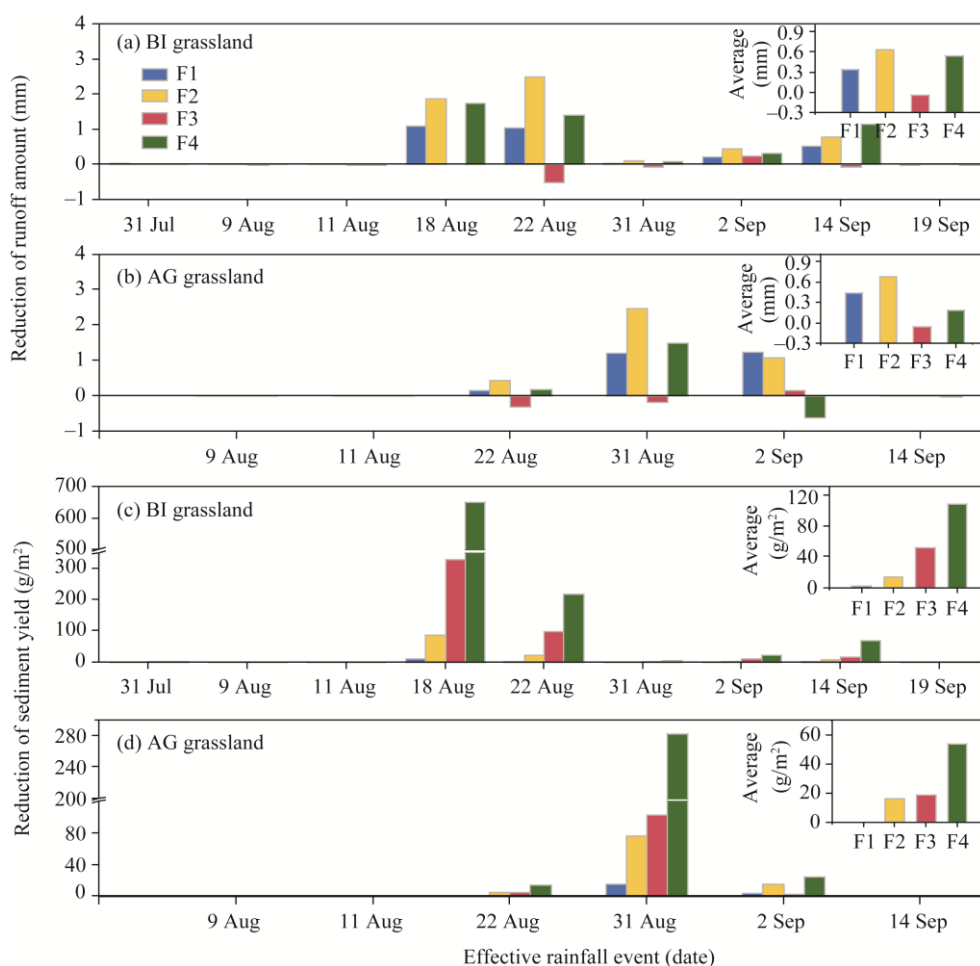 Reduction of runoff amount (mm)
4
3
2
1
0
−1
(a) BI grassland
F1
F2
F3
F4
Average
(mm)
0.9
0.6
0.3
0.0
−0.3
F1 F2 F3 F4
31 Jul 9 Aug 11 Aug 18 Aug 22 Aug 31 Aug 2 Sep 14 Sep 19 Sep
4
3
2
1
0
−1
(b) AG grassland
Average
(mm)
0.9
0.6
0.3
0.0
−0.3
F1 F2 F3 F4
9 Aug 11 Aug 22 Aug 31 Aug 2 Sep 14 Sep
Reduction of sediment yield (g/m²)
700
600
500
300
200
100
0
(c) BI grassland
Average
(g/m²)
120
80
40
0
F1 F2 F3 F4
31 Jul 9 Aug 11 Aug 18 Aug 22 Aug 31 Aug 2 Sep 14 Sep 19 Sep
280
240
200
80
40
0
(d) AG grassland
Average
(g/m²)
60
40
20
0
F1 F2 F3 F4
9 Aug 11 Aug 22 Aug 31 Aug 2 Sep 14 Sep
Effective rainfall event (date)